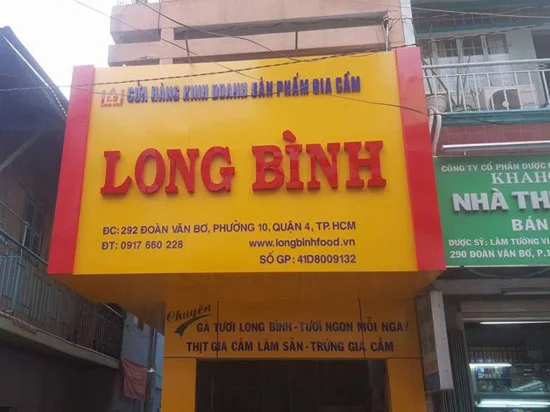 CỬA HÀNG KINH DOANH SẢN PHẨM GIA CẦM
LONG BÌNH
ĐC: 292 ĐOÀN VĂN BƠ, PHƯỜNG 10, QUẬN 4, TP. HCM
ĐT: 0917 660 228
www.longbinhfood.vn
SỐ GP: 41D8009132
Chuyên
GÀ TƯƠI LONG BÌNH - TƯƠI NGON MỖI NGÀY
THỊT GIA CẦM LÀM SẴN - TRỨNG GIA CẦM
CÔNG TY CỔ PHẦN DƯỢC
KHAHO
NHÀ TH
BÁN
DƯỢC SỸ: LÂM TƯỜNG V
290 ĐOÀN VĂN BƠ, P.1